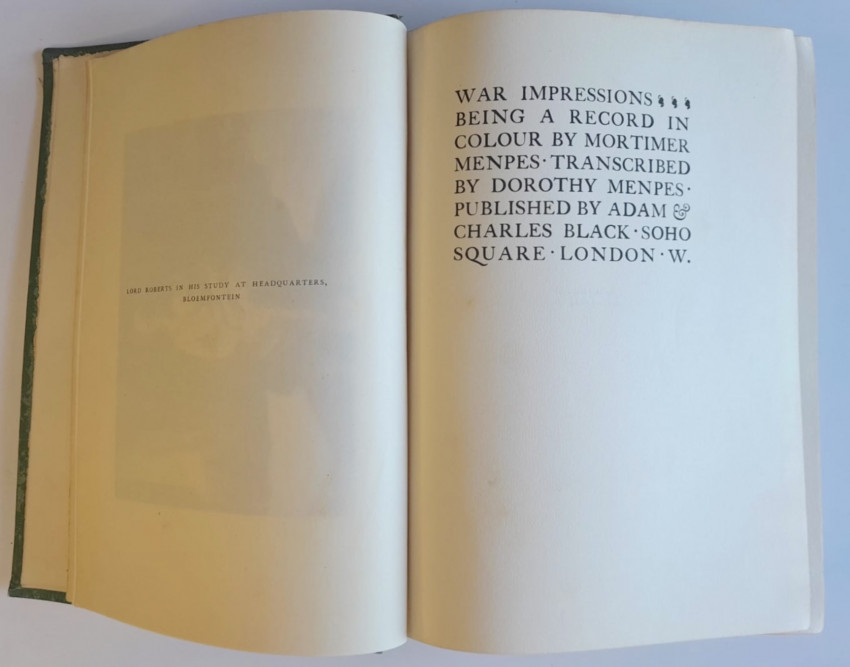 LORD ROBERTS IN HIS STUDY AT HEADQUARTERS,
BLOEMFONTEIN
WAR IMPRESSIONS
BEING A RECORD IN
COLOUR BY MORTIMER
MENPES · TRANSCRIBED
BY DOROTHY MENPES ·
PUBLISHED BY ADAM &
CHARLES BLACK · SOHO
SQUARE · LONDON · W.